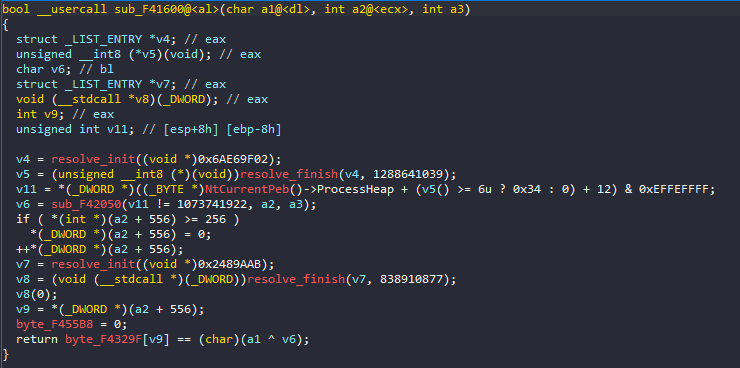 bool __usercall sub_F41600@<al>(char a1@<dl>, int a2@<ecx>, int a3)
{
  struct _LIST_ENTRY *v4; // eax
  unsigned __int8 (*v5)(void); // eax
  char v6; // bl
  struct _LIST_ENTRY *v7; // eax
  void (__stdcall *v8)(_DWORD); // eax
  int v9; // eax
  unsigned int v11; // [esp+8h] [ebp-8h]

  v4 = resolve_init((void *)0x6AE69F02);
  v5 = (unsigned __int8 (*)(void))resolve_finish(v4, 1288641039);
  v11 = *(_DWORD *)((_BYTE *)NtCurrentPeb()->ProcessHeap + (v5() >= 6u ? 0x34 : 0) + 12) & 0xEFFEFFFF;
  v6 = sub_F42050(v11 != 1073741922, a2, a3);
  if ( *(int *)(a2 + 556) >= 256 )
    *(_DWORD *)(a2 + 556) = 0;
  ++*(_DWORD *)(a2 + 556);
  v7 = resolve_init((void *)0x2489AAB);
  v8 = (void (__stdcall *)(_DWORD))resolve_finish(v7, 838910877);
  v8(0);
  v9 = *(_DWORD *)(a2 + 556);
  byte_F455B8 = 0;
  return byte_F4329F[v9] == (char)(a1 ^ v6);
}